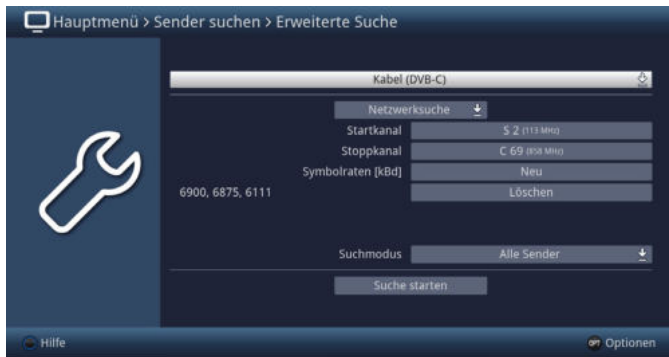 Hauptmenü > Sender suchen > Erweiterte Suche
Kabel (DVB-C)
Netzwerksuche
Startkanal S 2 (113 MHz)
Stoppkanal C 69 (858 MHz)
Symbolraten [kBd] Neu
6900, 6875, 6111 Löschen
Suchmodus Alle Sender
Suche starten
Hilfe OPT Optionen